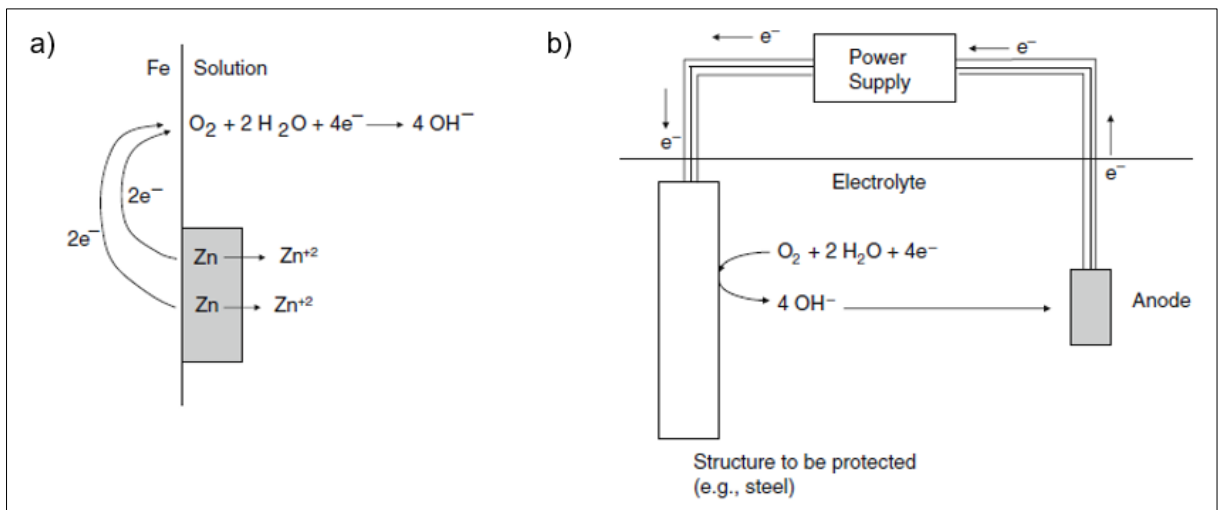 a)
Fe
Solution
O₂ + 2 H ₂O + 4e⁻ ⟶ 4 OH⁻
2e⁻
2e⁻
Zn → Zn⁺²
Zn → Zn⁺²
b)
e⁻
Power
Supply
e⁻
e⁻
e⁻
Electrolyte
O₂ + 2 H₂O + 4e⁻
4 OH⁻
Anode
Structure to be protected
(e.g., steel)